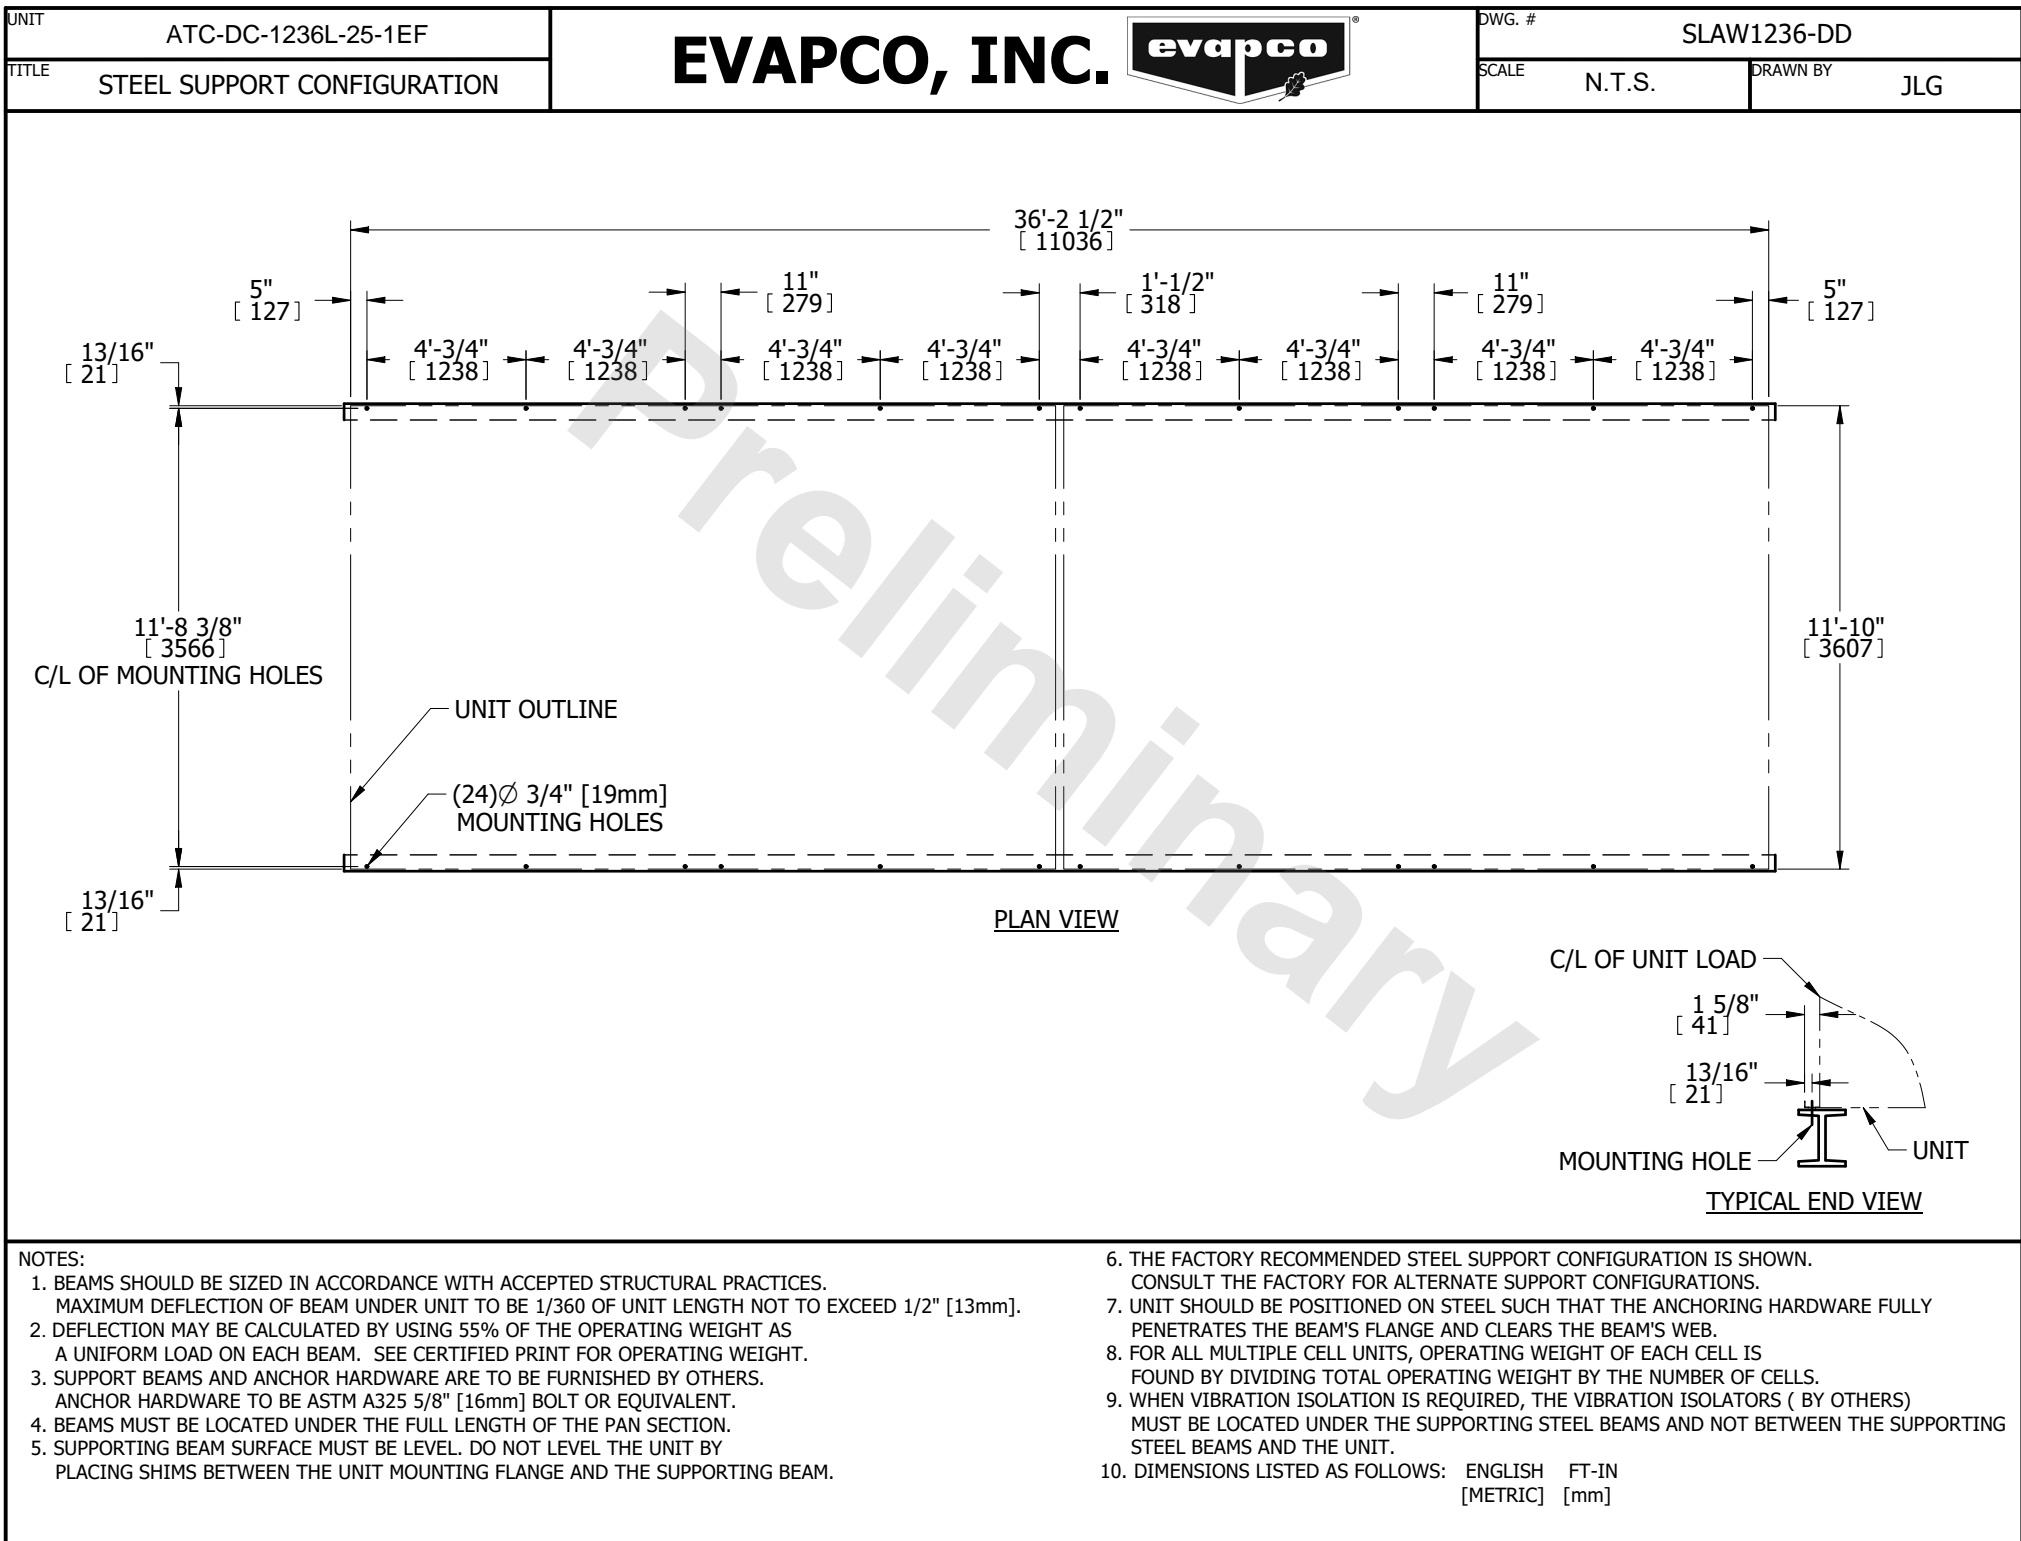 UNIT
ATC-DC-1236L-25-1EF
TITLE
STEEL SUPPORT CONFIGURATION
EVAPCO, INC.
evapco
®
DWG. #
SLAW1236-DD
SCALE
N.T.S.
DRAWN BY
JLG
36'-2 1/2"
[ 11036]
5"
[ 127]
11"
[ 279]
1'-1/2"
[ 318 ]
11"
[ 279]
5"
[ 127]
13/16"
[ 21]
4'-3/4"
[ 1238]
4'-3/4"
[ 1238]
4'-3/4"
[ 1238]
4'-3/4"
[ 1238]
4'-3/4"
[ 1238]
4'-3/4"
[ 1238]
4'-3/4"
[ 1238]
4'-3/4"
[ 1238]
11'-8 3/8"
[ 3566]
C/L OF MOUNTING HOLES
11'-10"
[ 3607]
UNIT OUTLINE
(24)∅ 3/4" [19mm]
MOUNTING HOLES
13/16"
[ 21]
PLAN VIEW
Preliminary
C/L OF UNIT LOAD
1 5/8"
[ 41]
13/16"
[ 21]
MOUNTING HOLE
UNIT
TYPICAL END VIEW
NOTES:
1. BEAMS SHOULD BE SIZED IN ACCORDANCE WITH ACCEPTED STRUCTURAL PRACTICES.
MAXIMUM DEFLECTION OF BEAM UNDER UNIT TO BE 1/360 OF UNIT LENGTH NOT TO EXCEED 1/2" [13mm].
2. DEFLECTION MAY BE CALCULATED BY USING 55% OF THE OPERATING WEIGHT AS
A UNIFORM LOAD ON EACH BEAM. SEE CERTIFIED PRINT FOR OPERATING WEIGHT.
3. SUPPORT BEAMS AND ANCHOR HARDWARE ARE TO BE FURNISHED BY OTHERS.
ANCHOR HARDWARE TO BE ASTM A325 5/8" [16mm] BOLT OR EQUIVALENT.
4. BEAMS MUST BE LOCATED UNDER THE FULL LENGTH OF THE PAN SECTION.
5. SUPPORTING BEAM SURFACE MUST BE LEVEL. DO NOT LEVEL THE UNIT BY
PLACING SHIMS BETWEEN THE UNIT MOUNTING FLANGE AND THE SUPPORTING BEAM.
6. THE FACTORY RECOMMENDED STEEL SUPPORT CONFIGURATION IS SHOWN.
CONSULT THE FACTORY FOR ALTERNATE SUPPORT CONFIGURATIONS.
7. UNIT SHOULD BE POSITIONED ON STEEL SUCH THAT THE ANCHORING HARDWARE FULLY
PENETRATES THE BEAM'S FLANGE AND CLEARS THE BEAM'S WEB.
8. FOR ALL MULTIPLE CELL UNITS, OPERATING WEIGHT OF EACH CELL IS
FOUND BY DIVIDING TOTAL OPERATING WEIGHT BY THE NUMBER OF CELLS.
9. WHEN VIBRATION ISOLATION IS REQUIRED, THE VIBRATION ISOLATORS ( BY OTHERS)
MUST BE LOCATED UNDER THE SUPPORTING STEEL BEAMS AND NOT BETWEEN THE SUPPORTING
STEEL BEAMS AND THE UNIT.
10. DIMENSIONS LISTED AS FOLLOWS: ENGLISH FT-IN
[METRIC] [mm]